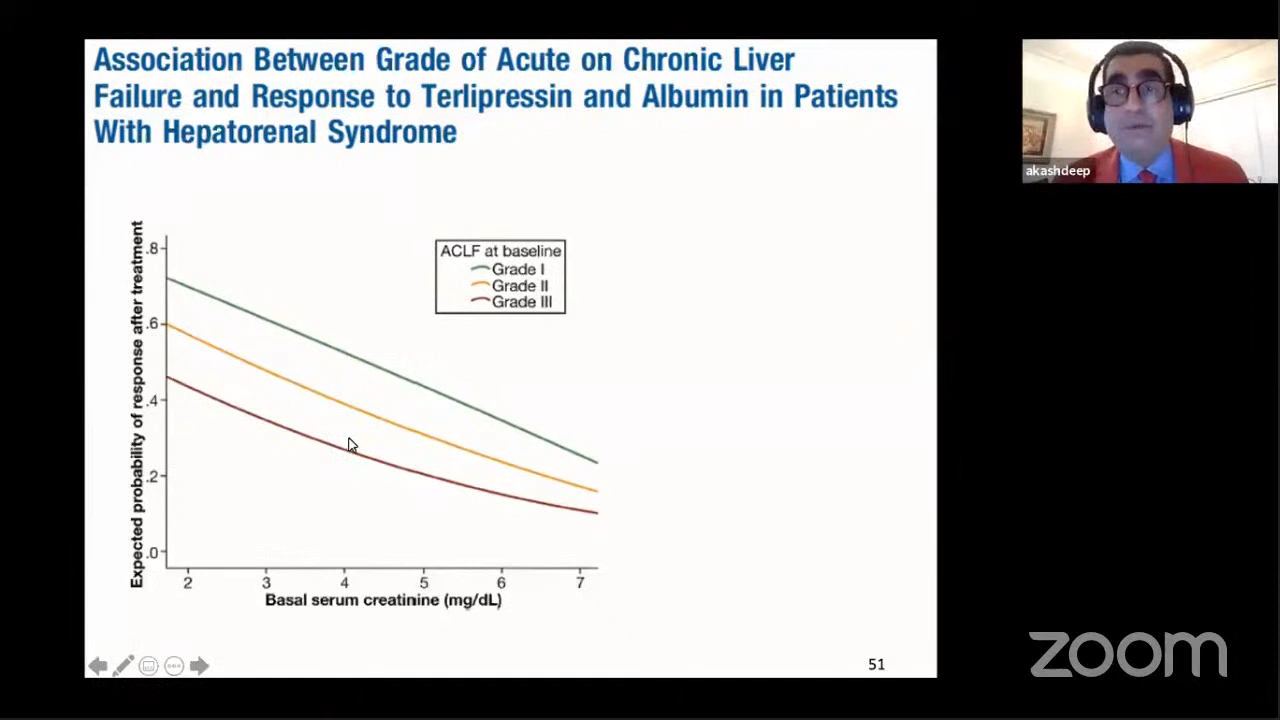 Association Between Grade of Acute on Chronic Liver
Failure and Response to Terlipressin and Albumin in Patients
With Hepatorenal Syndrome
akashdeep
Expected probability of response after treatment
.8
.6
.4
.2
.0
ACLF at baseline
Grade I
Grade II
Grade III
2 3 4 5 6 7
Basal serum creatinine (mg/dL)
51
zoom